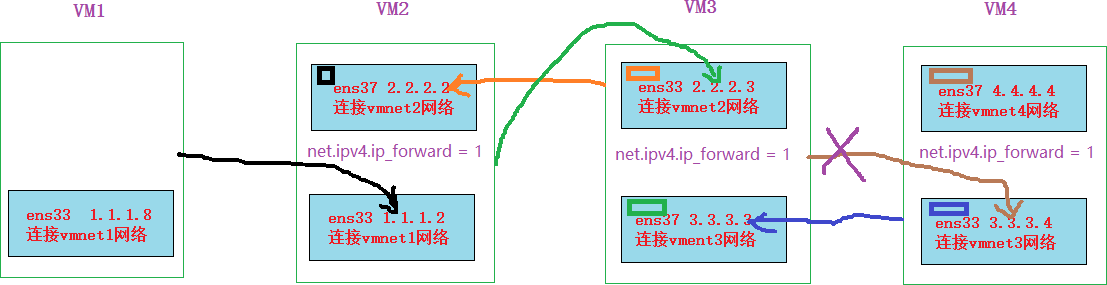 VM1
VM2
VM3
VM4
ens37 2.2.2.2
连接vmnet2网络
ens33 2.2.2.3
连接vmnet2网络
ens37 4.4.4.4
连接vmnet4网络
net.ipv4.ip_forward = 1
net.ipv4.ip_forward = 1
net.ipv4.ip_forward = 1
ens33 1.1.1.8
连接vmnet1网络
ens33 1.1.1.2
连接vmnet1网络
ens37 3.3.3.3
连接vment3网络
ens33 3.3.3.4
连接vmnet3网络